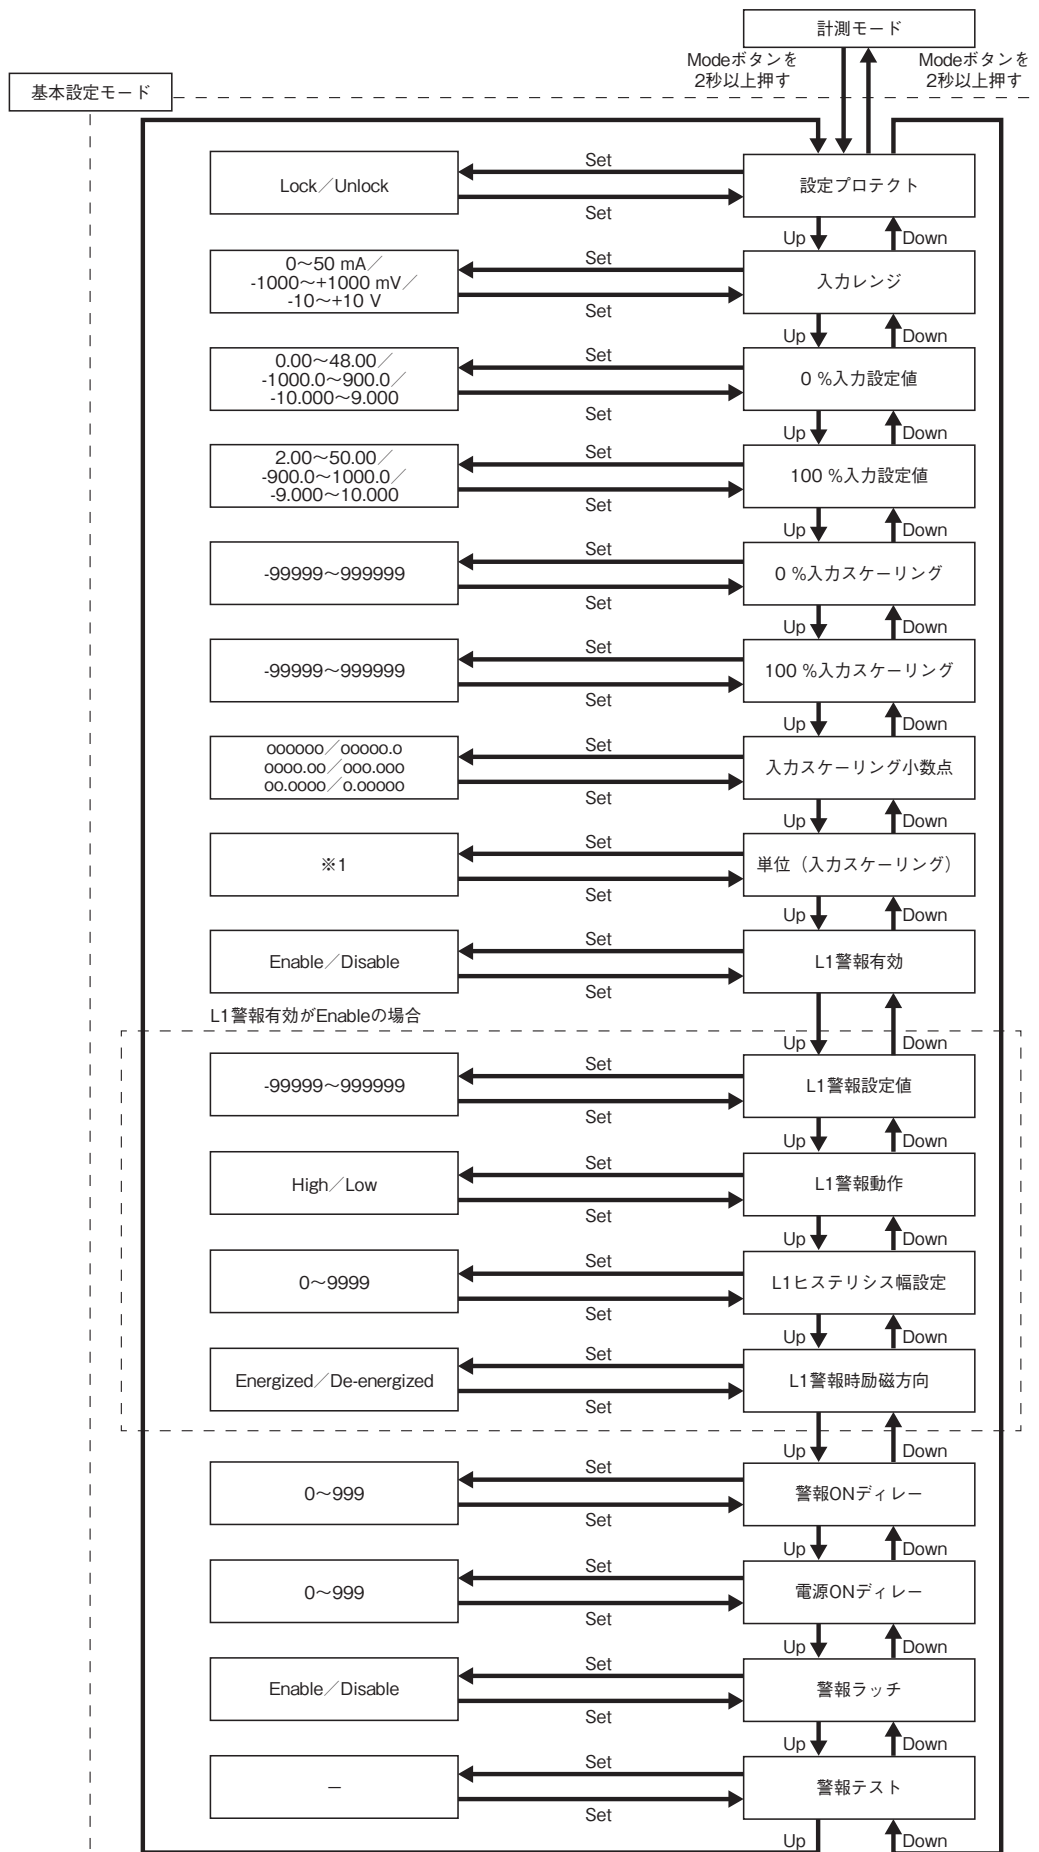 計測モード
Modeボタンを
2秒以上押す
Modeボタンを
2秒以上押す
基本設定モード
Set
Lock／Unlock
設定プロテクト
Set
Up
Down
0～50 mA／
-1000～+1000 mV／
-10～+10 V
Set
入力レンジ
Set
Up
Down
0.00～48.00／
-1000.0～900.0／
-10.000～9.000
Set
0 %入力設定値
Set
Up
Down
2.00～50.00／
-900.0～1000.0／
-9.000～10.000
Set
100 %入力設定値
Set
Up
Down
Set
-99999～999999
0 %入力スケーリング
Set
Up
Down
Set
-99999～999999
100 %入力スケーリング
Set
Up
Down
oooooo／ooooo.o
oooo.oo／ooo.ooo
oo.oooo／o.ooooo
Set
入力スケーリング小数点
Set
Up
Down
Set
※1
単位（入力スケーリング）
Set
Up
Down
Set
Enable／Disable
L1警報有効
Set
L1警報有効がEnableの場合
Up
Down
Set
-99999～999999
L1警報設定値
Set
Up
Down
Set
High／Low
L1警報動作
Set
Up
Down
Set
0～9999
L1ヒステリシス幅設定
Set
Up
Down
Set
Energized／De-energized
L1警報時励磁方向
Set
Up
Down
Set
0～999
警報ONディレー
Set
Up
Down
Set
0～999
電源ONディレー
Set
Up
Down
Set
Enable／Disable
警報ラッチ
Set
Up
Down
Set
－
警報テスト
Set
Up
Down